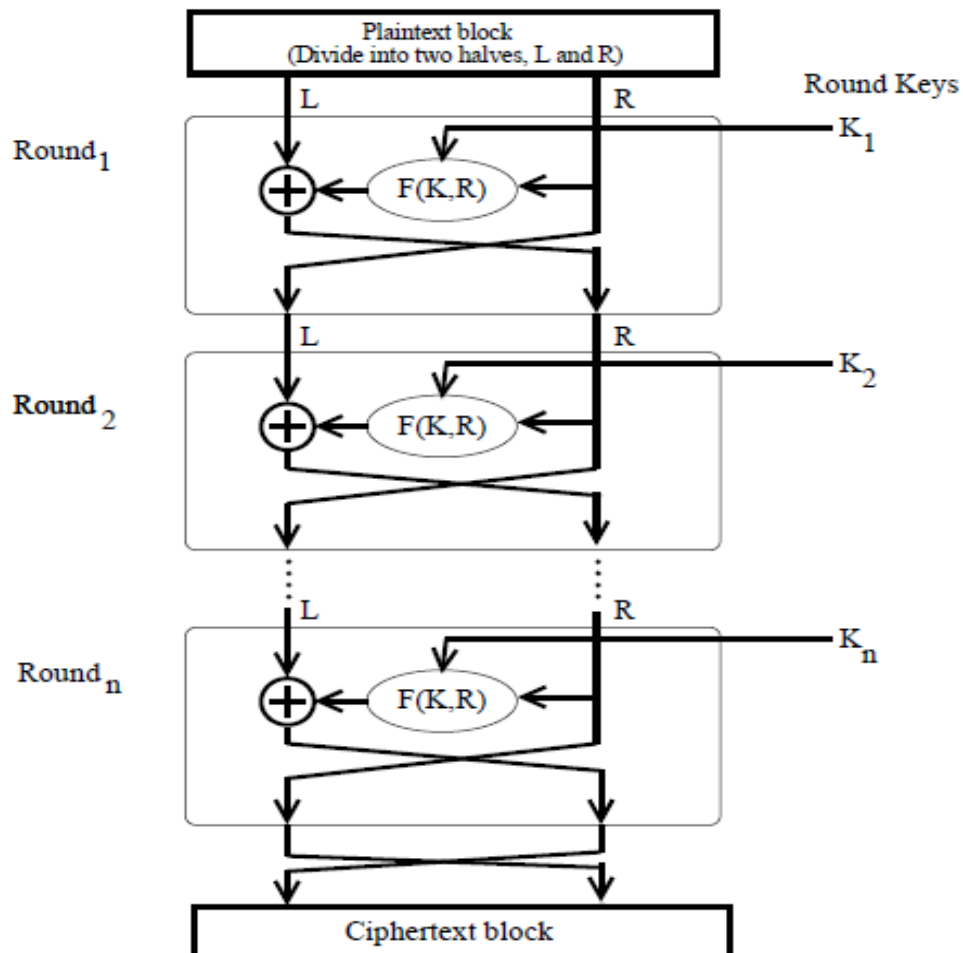 Plaintext block
(Divide into two halves, L and R)
L
R
Round Keys
K1
Round1
F(K,R)
L
R
K2
Round2
F(K,R)
L
R
Kn
Roundn
F(K,R)
Ciphertext block